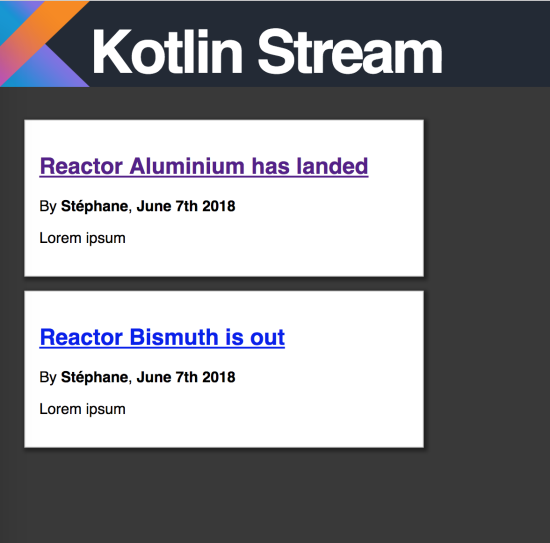 Kotlin Stream
Reactor Aluminium has landed
By Stéphane, June 7th 2018
Lorem ipsum
Reactor Bismuth is out
By Stéphane, June 7th 2018
Lorem ipsum